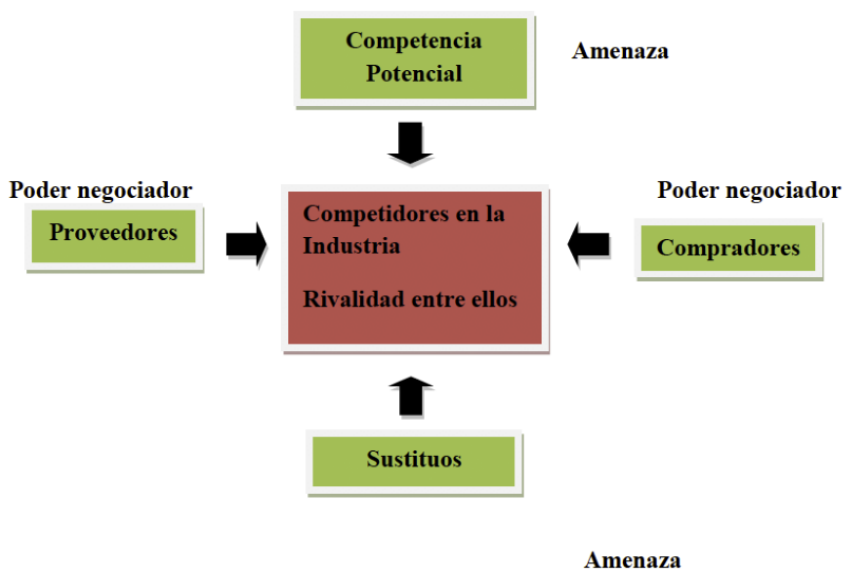 Competencia
Potencial
Amenaza
Poder negociador
Proveedores
Competidores en la
Industria
Rivalidad entre ellos
Poder negociador
Compradores
Sustituos
Amenaza